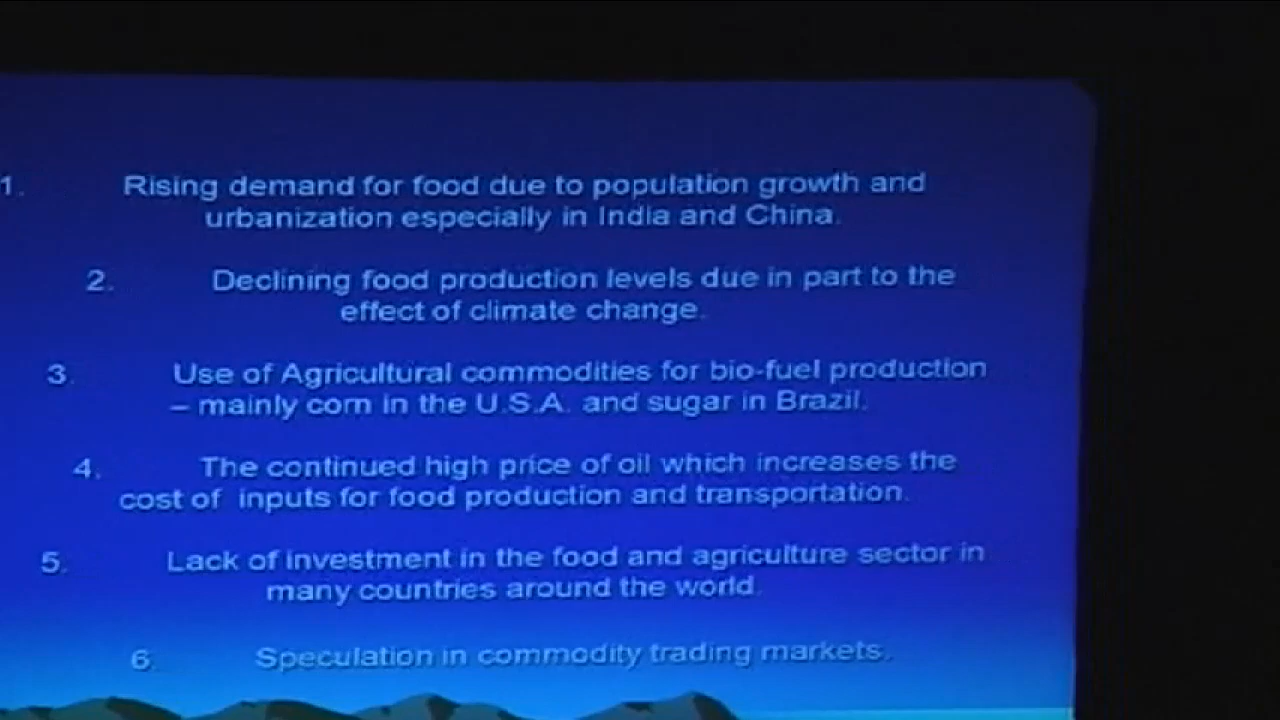 1. Rising demand for food due to population growth and
urbanization especially in India and China.
2. Declining food production levels due in part to the
effect of climate change.
3. Use of Agricultural commodities for bio-fuel production
– mainly corn in the U.S.A. and sugar in Brazil.
4. The continued high price of oil which increases the
cost of inputs for food production and transportation.
5. Lack of investment in the food and agriculture sector in
many countries around the world.
6. Speculation in commodity trading markets.